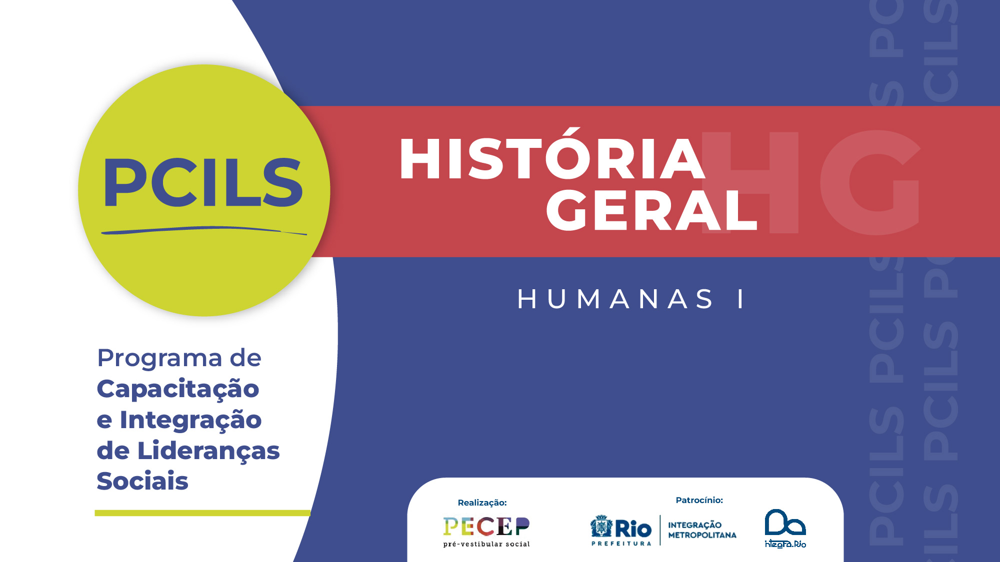 PCILS
Programa de
Capacitação
e Integração
de Lideranças
Sociais
HISTÓRIA
GERAL
HG
HUMANAS I
Realização:
PECEP
pré-vestibular social
Patrocínio:
Rio
PREFEITURA
INTEGRAÇÃO
METROPOLITANA
Integra.Rio
PCILS PCILS PCILS PC
PCILS PCILS PCILS PCILS